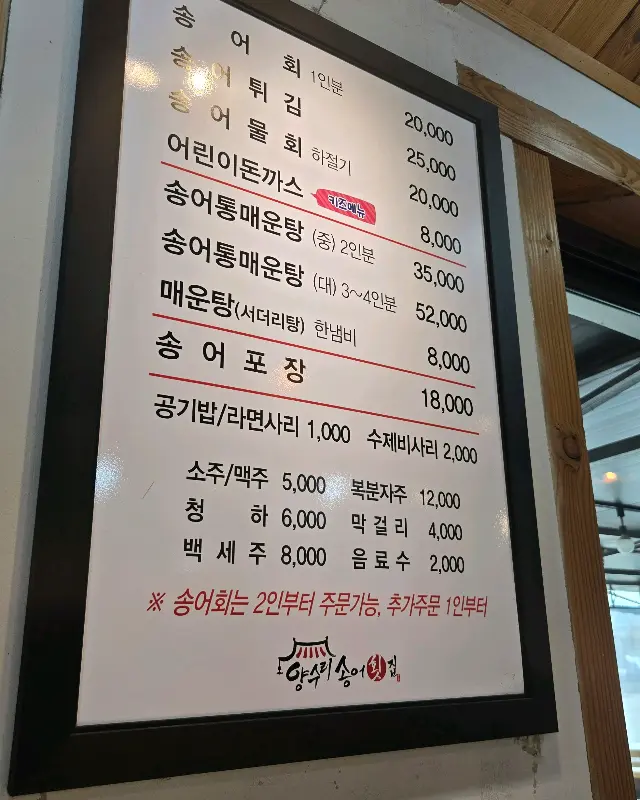 송어회 1인분 20,000
송어튀김 25,000
송어물회 하절기 20,000
어린이돈까스 키즈메뉴 8,000
송어통매운탕 (중) 2인분 35,000
송어통매운탕 (대) 3~4인분 52,000
매운탕(서더리탕) 한냄비 8,000
송어포장 18,000
공기밥/라면사리 1,000 수제비사리 2,000
소주/맥주 5,000 복분자주 12,000
청하 6,000 막걸리 4,000
백세주 8,000 음료수 2,000
※ 송어회는 2인부터 주문가능, 추가주문 1인부터
양수리 송어횟집